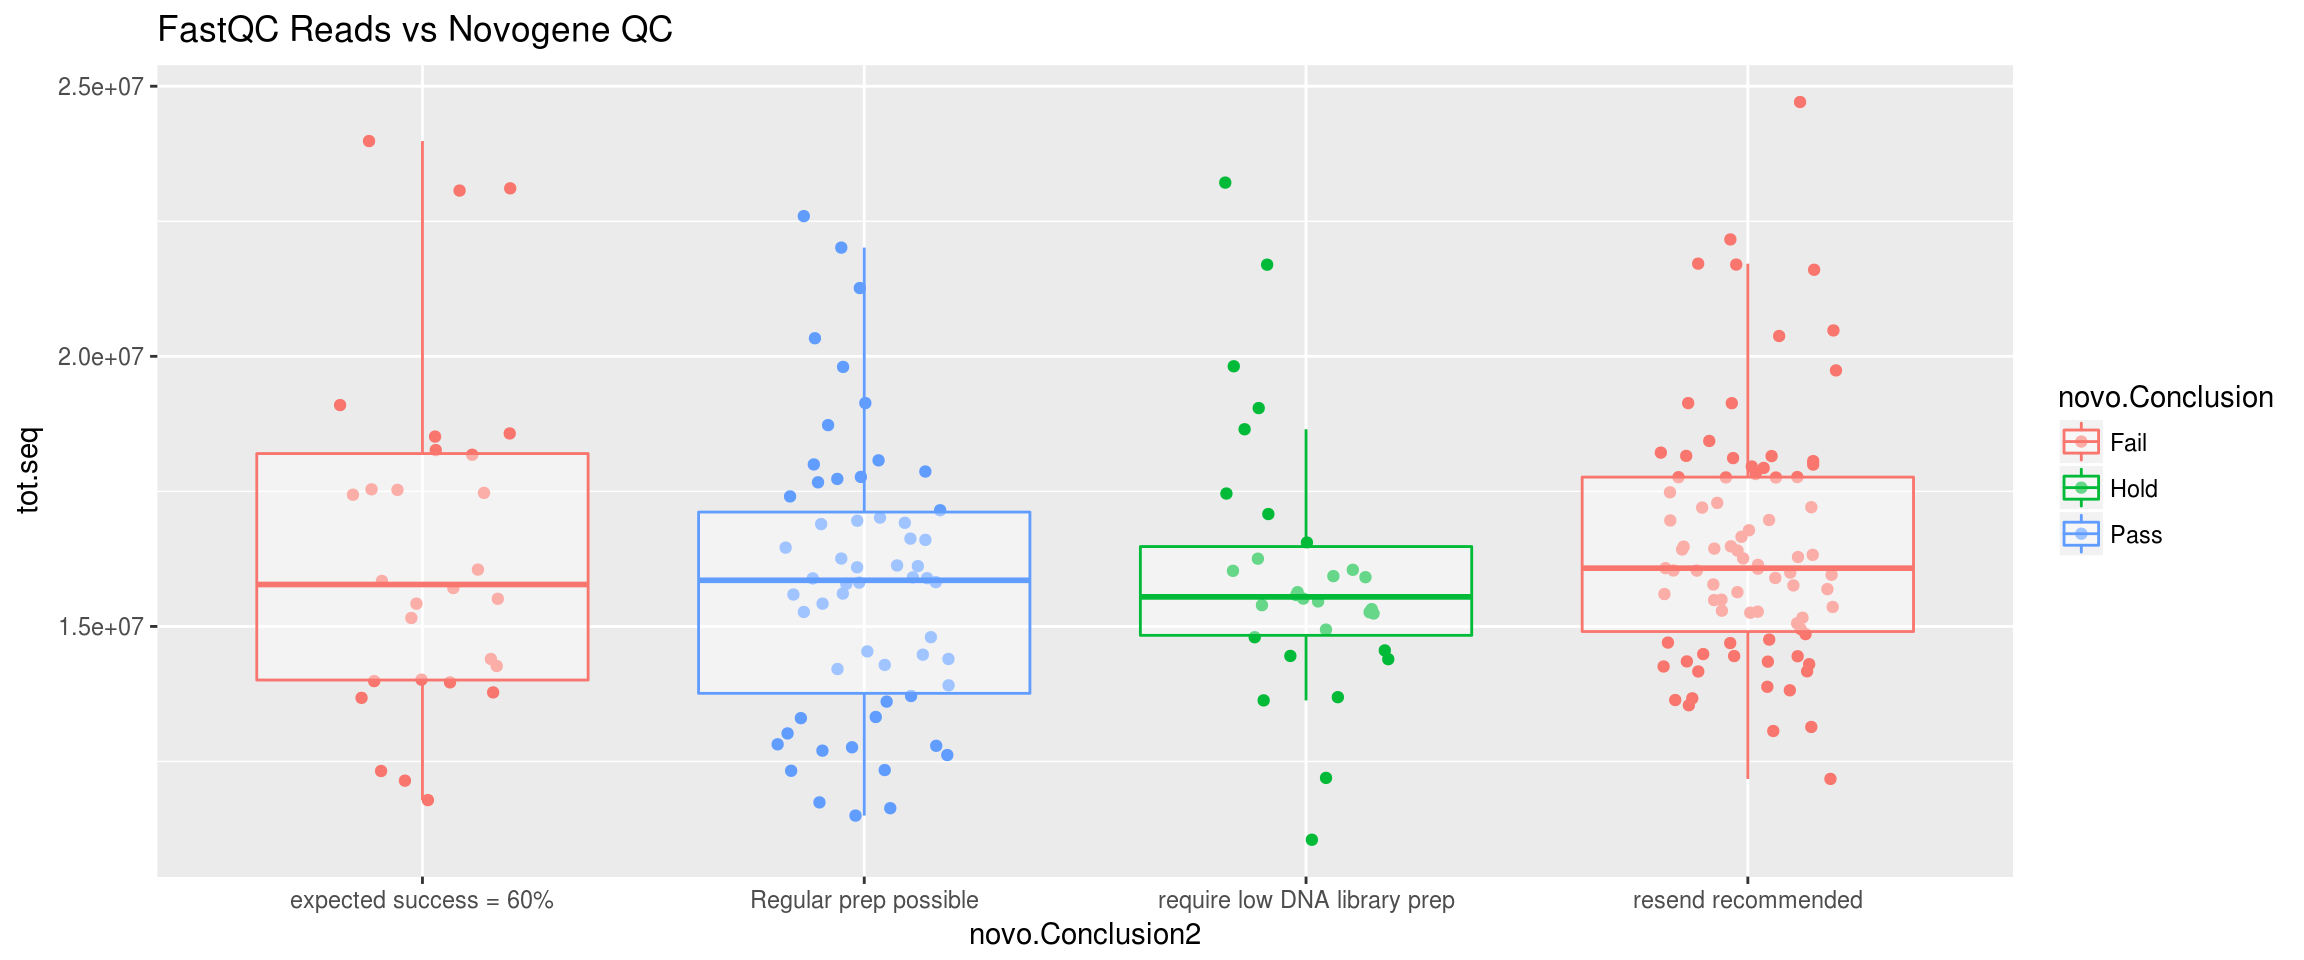 FastQC Reads vs Novogene QC
2.5e+07
2.0e+07
1.5e+07
tot.seq
expected success = 60%
Regular prep possible
require low DNA library prep
resend recommended
novo.Conclusion2
novo.Conclusion
Fail
Hold
Pass